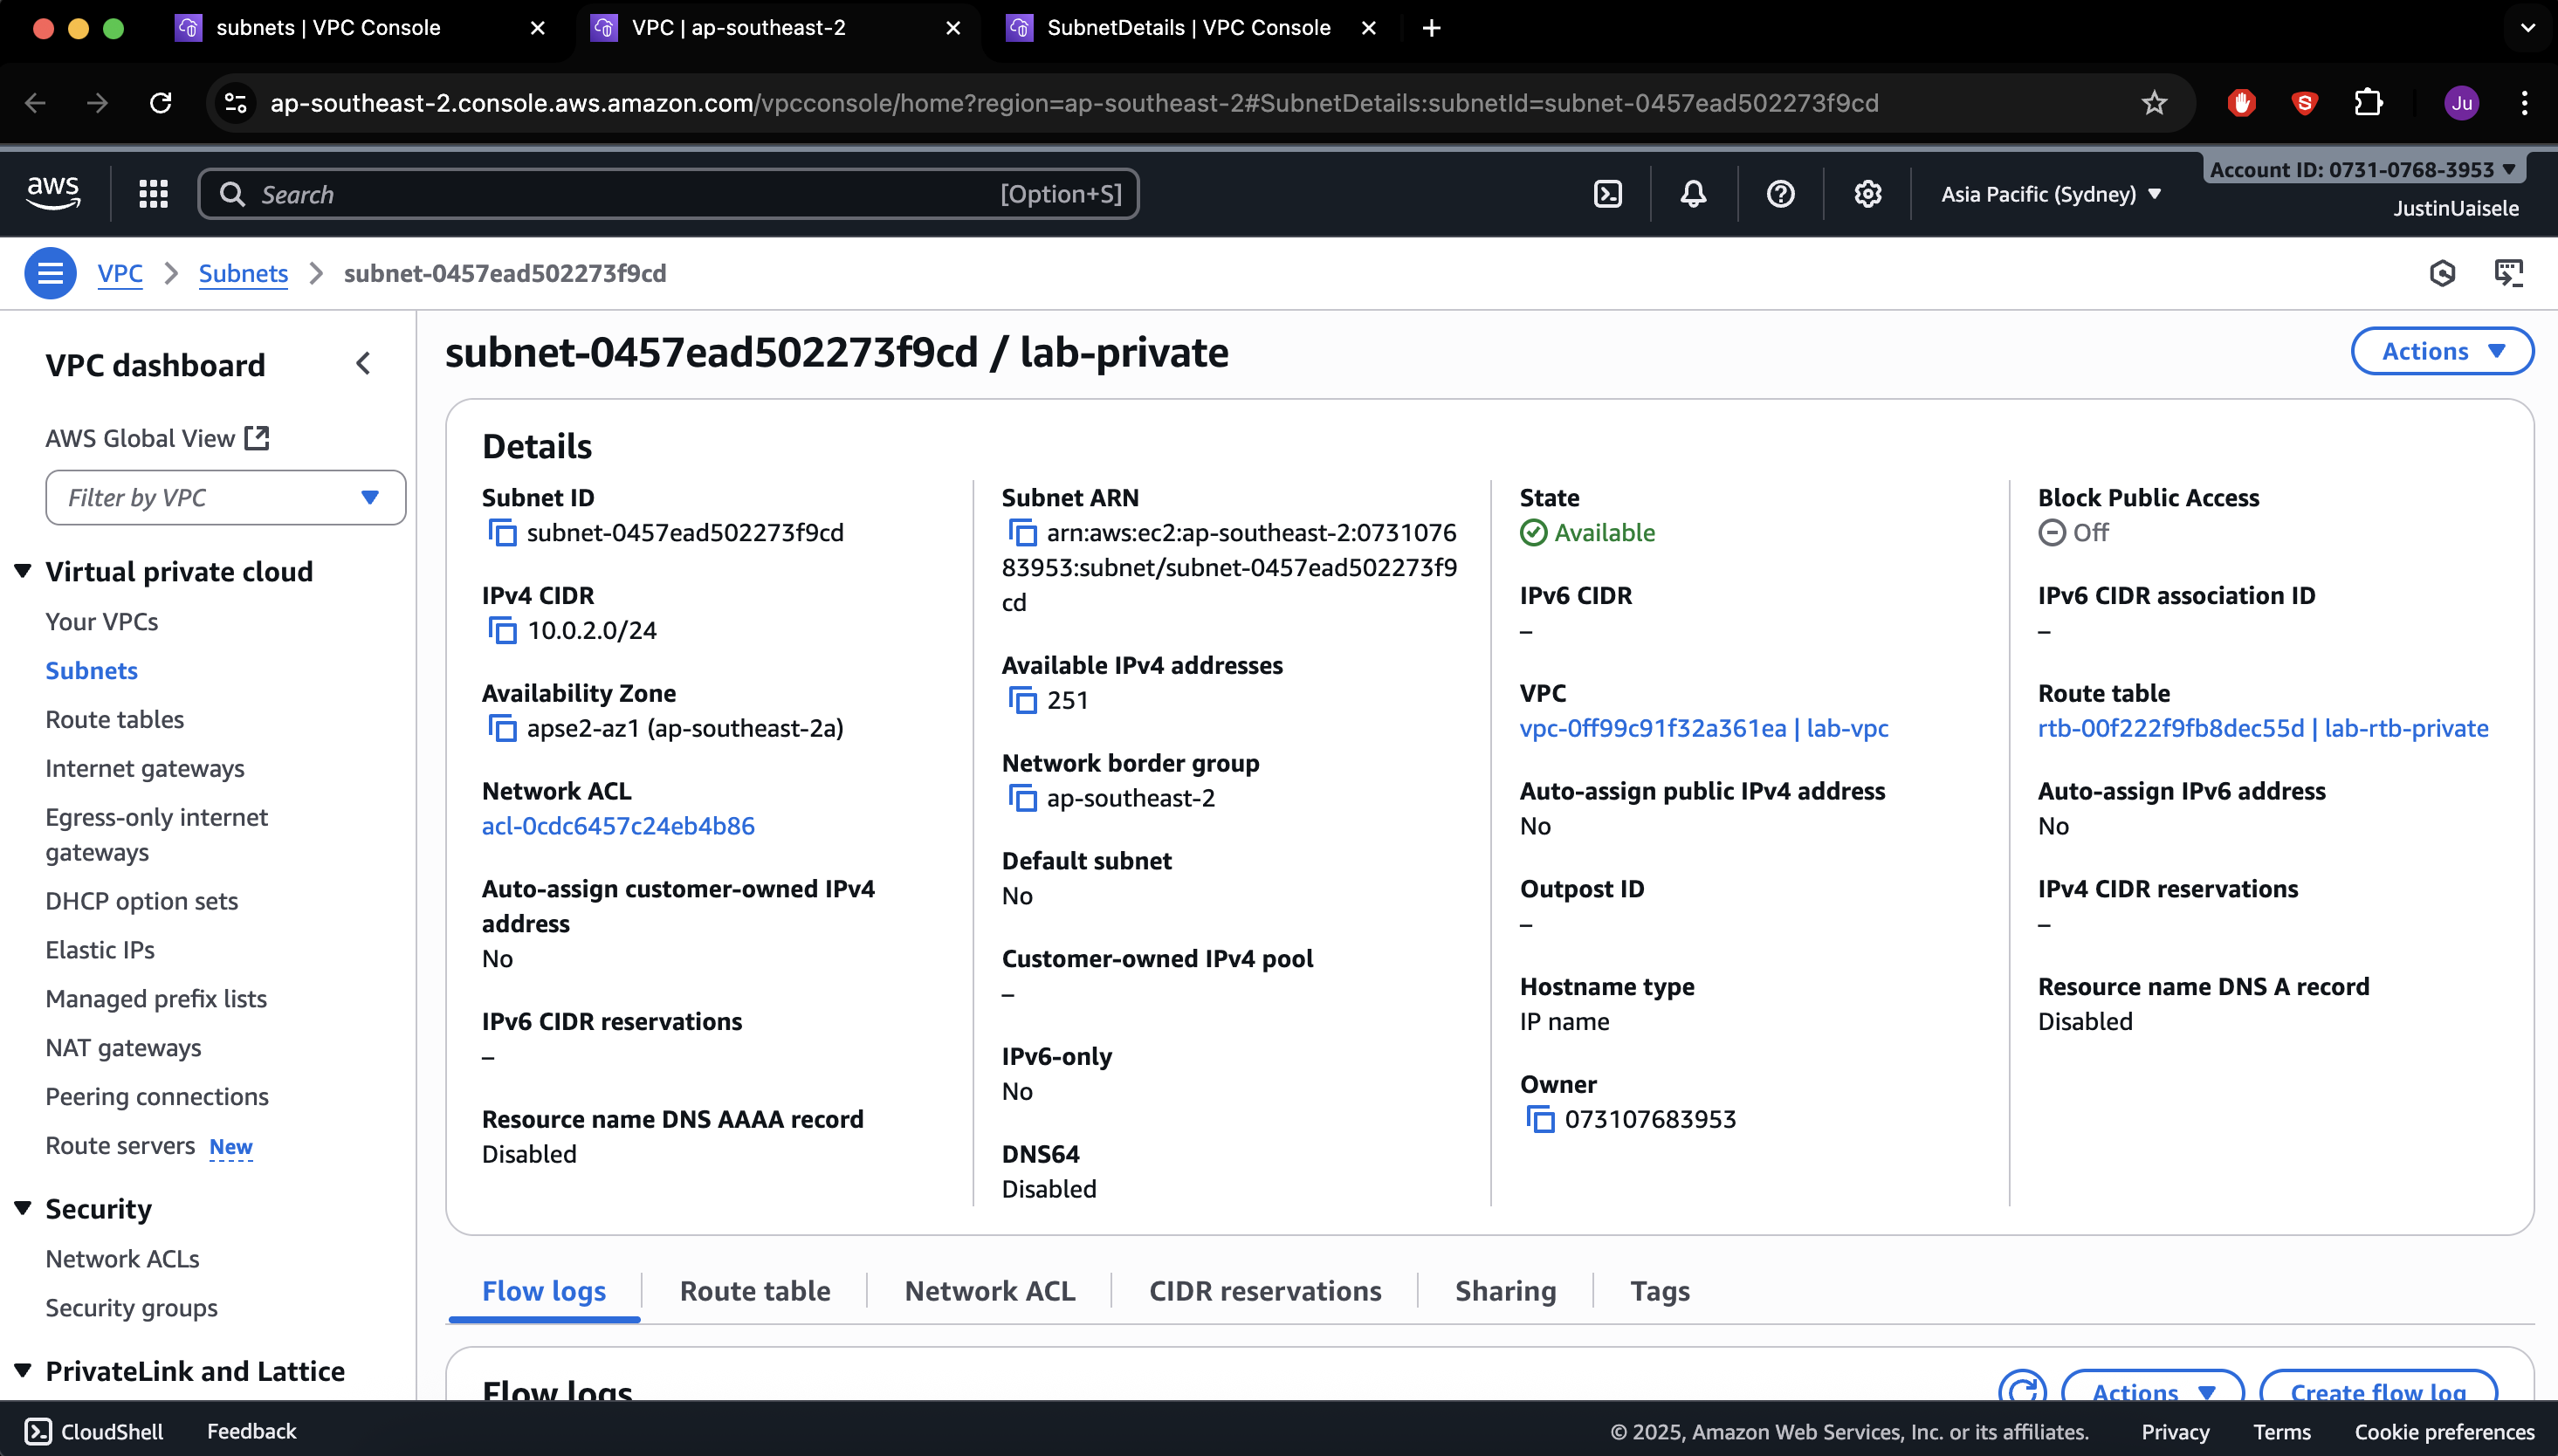 subnets | VPC Console
VPC | ap-southeast-2
SubnetDetails | VPC Console
ap-southeast-2.console.aws.amazon.com/vpcconsole/home?region=ap-southeast-2#SubnetDetails:subnetId=subnet-0457ead502273f9cd
Ju
aws
Search
[Option+S]
Asia Pacific (Sydney)
Account ID: 0731-0768-3953
JustinUaisele
VPC
Subnets
subnet-0457ead502273f9cd
VPC dashboard
AWS Global View
Filter by VPC
Virtual private cloud
Your VPCs
Subnets
Route tables
Internet gateways
Egress-only internet
gateways
DHCP option sets
Elastic IPs
Managed prefix lists
NAT gateways
Peering connections
Route servers New
Security
Network ACLs
Security groups
PrivateLink and Lattice
subnet-0457ead502273f9cd / lab-private
Actions
Details
Subnet ID
subnet-0457ead502273f9cd
IPv4 CIDR
10.0.2.0/24
Availability Zone
apse2-az1 (ap-southeast-2a)
Network ACL
acl-0cdc6457c24eb4b86
Auto-assign customer-owned IPv4
address
No
IPv6 CIDR reservations
–
Resource name DNS AAAA record
Disabled
Subnet ARN
arn:aws:ec2:ap-southeast-2:0731076
83953:subnet/subnet-0457ead502273f9
cd
Available IPv4 addresses
251
Network border group
ap-southeast-2
Default subnet
No
Customer-owned IPv4 pool
–
IPv6-only
No
DNS64
Disabled
State
Available
IPv6 CIDR
–
VPC
vpc-0ff99c91f32a361ea | lab-vpc
Auto-assign public IPv4 address
No
Outpost ID
–
Hostname type
IP name
Owner
073107683953
Block Public Access
Off
IPv6 CIDR association ID
–
Route table
rtb-00f222f9fb8dec55d | lab-rtb-private
Auto-assign IPv6 address
No
IPv4 CIDR reservations
–
Resource name DNS A record
Disabled
Flow logs
Route table
Network ACL
CIDR reservations
Sharing
Tags
Flow logs
Actions
Create flow log
CloudShell
Feedback
© 2025, Amazon Web Services, Inc. or its affiliates.
Privacy
Terms
Cookie preferences